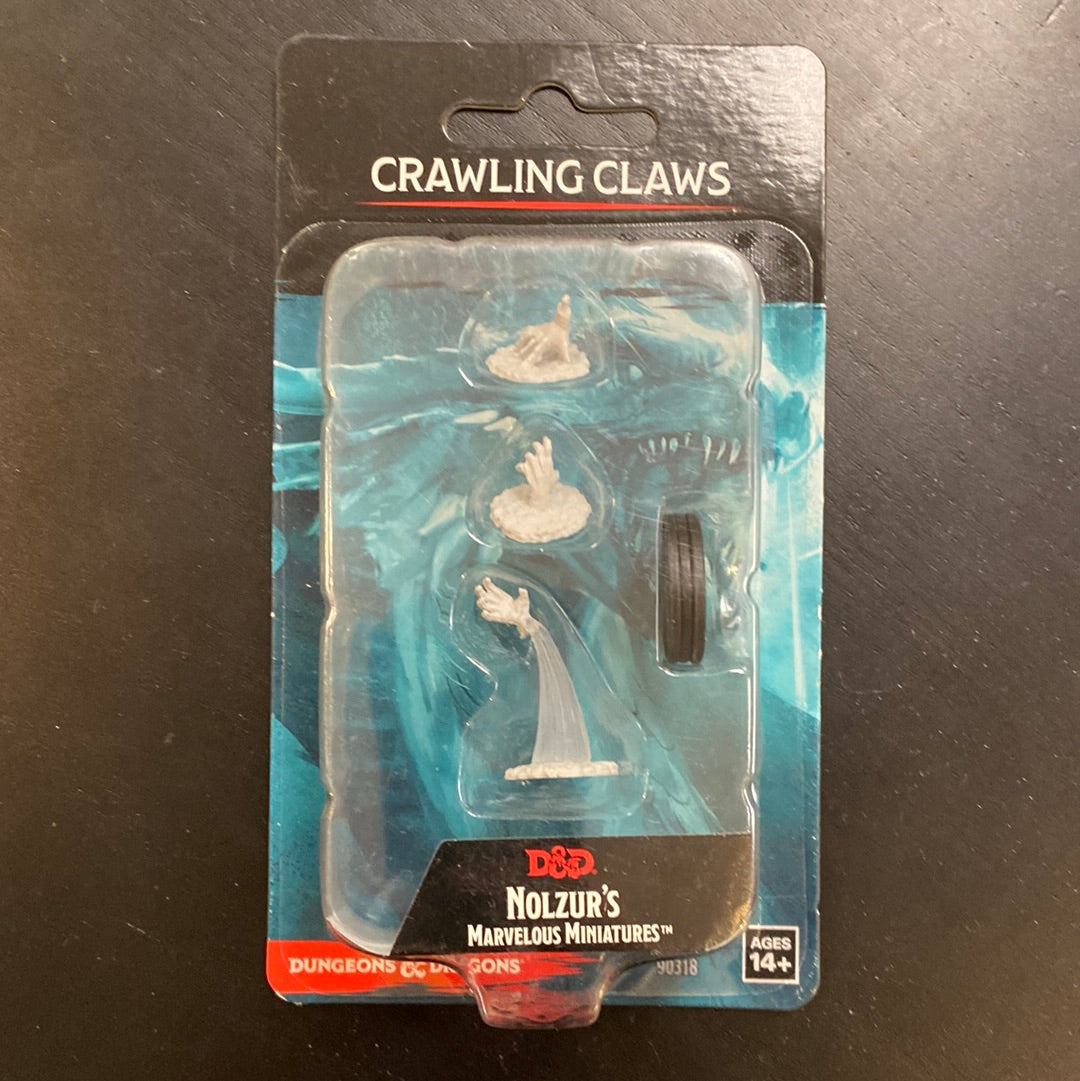 CRAWLING CLAWS
D&D
NOLZUR'S
MARVELOUS MINIATURES™
DUNGEONS & DRAGONS
90318
AGES
14+